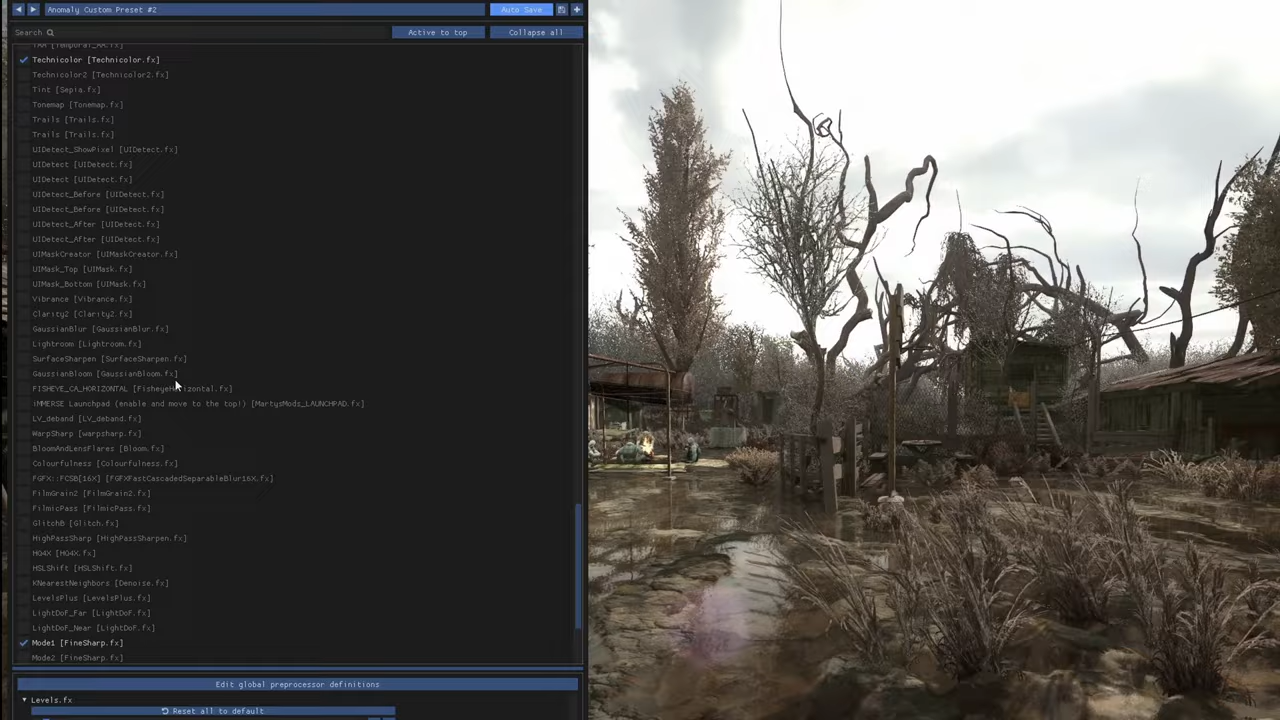 Anomaly Custom Preset #2
Auto Save
Search
Active to top
Collapse all
TAA [Temporal_AA.fx]
Technicolor [Technicolor.fx]
Technicolor2 [Technicolor2.fx]
Tint [Sepia.fx]
Tonemap [Tonemap.fx]
Trails [Trails.fx]
Trails [Trails.fx]
UIDetect_ShowPixel [UIDetect.fx]
UIDetect [UIDetect.fx]
UIDetect [UIDetect.fx]
UIDetect_Before [UIDetect.fx]
UIDetect_Before [UIDetect.fx]
UIDetect_After [UIDetect.fx]
UIDetect_After [UIDetect.fx]
UIMaskCreator [UIMaskCreator.fx]
UIMask_Top [UIMask.fx]
UIMask_Bottom [UIMask.fx]
Vibrance [Vibrance.fx]
Clarity2 [Clarity2.fx]
GaussianBlur [GaussianBlur.fx]
Lightroom [Lightroom.fx]
SurfaceSharpen [SurfaceSharpen.fx]
GaussianBloom [GaussianBloom.fx]
FISHEYE_CA_HORIZONTAL [FisheyeHorizontal.fx]
iMMERSE Launchpad (enable and move to the top!) [MartysMods_LAUNCHPAD.fx]
LV_deband [LV_deband.fx]
WarpSharp [warpsharp.fx]
BloomAndLensFlares [Bloom.fx]
Colourfulness [Colourfulness.fx]
FGFX::FCSB[16X] [FGFXFastCascadedSeparableBlur16X.fx]
FilmGrain2 [FilmGrain2.fx]
FilmicPass [FilmicPass.fx]
GlitchB [Glitch.fx]
HighPassSharp [HighPassSharpen.fx]
HQ4X [HQ4X.fx]
HSLShift [HSLShift.fx]
KNearestNeighbors [Denoise.fx]
LevelsPlus [LevelsPlus.fx]
LightDoF_Far [LightDoF.fx]
LightDoF_Near [LightDoF.fx]
Mode1 [FineSharp.fx]
Mode2 [FineSharp.fx]
Edit global preprocessor definitions
Levels.fx
Reset all to default